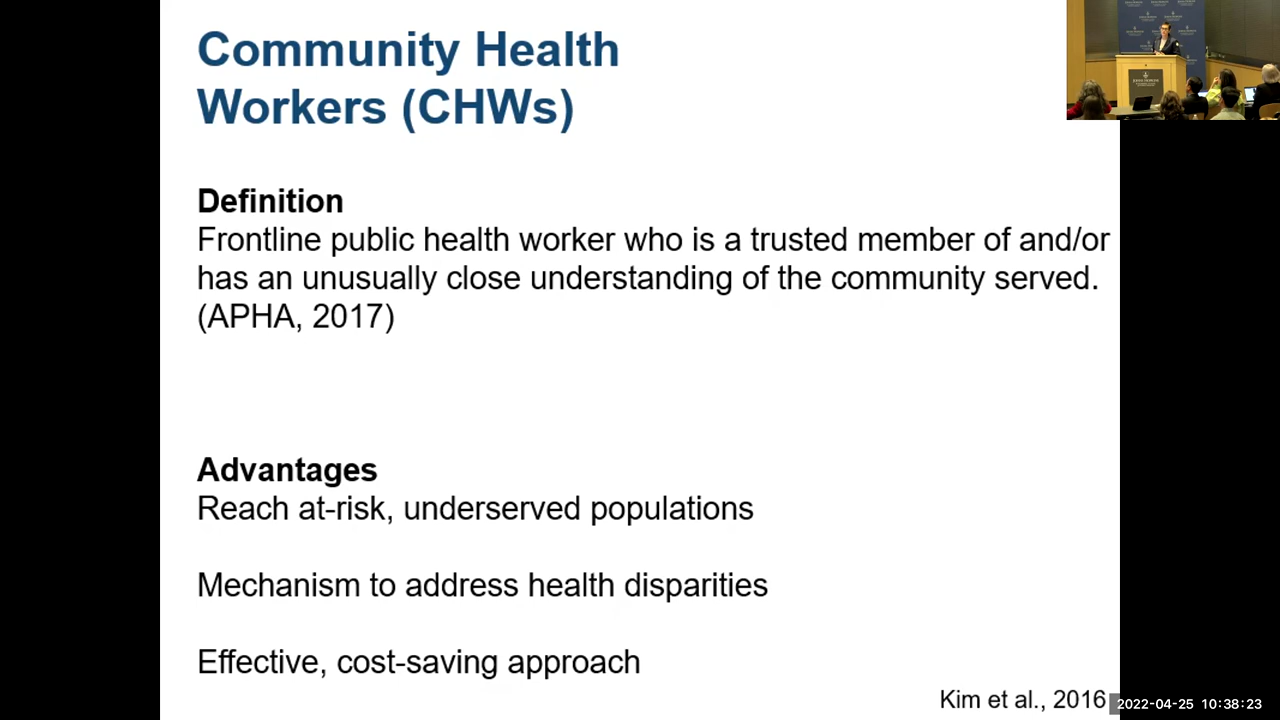 Community Health
Workers (CHWs)
Definition
Frontline public health worker who is a trusted member of and/or
has an unusually close understanding of the community served.
(APHA, 2017)
Advantages
Reach at-risk, underserved populations
Mechanism to address health disparities
Effective, cost-saving approach
Kim et al., 2016
2022-04-25 10:38:23